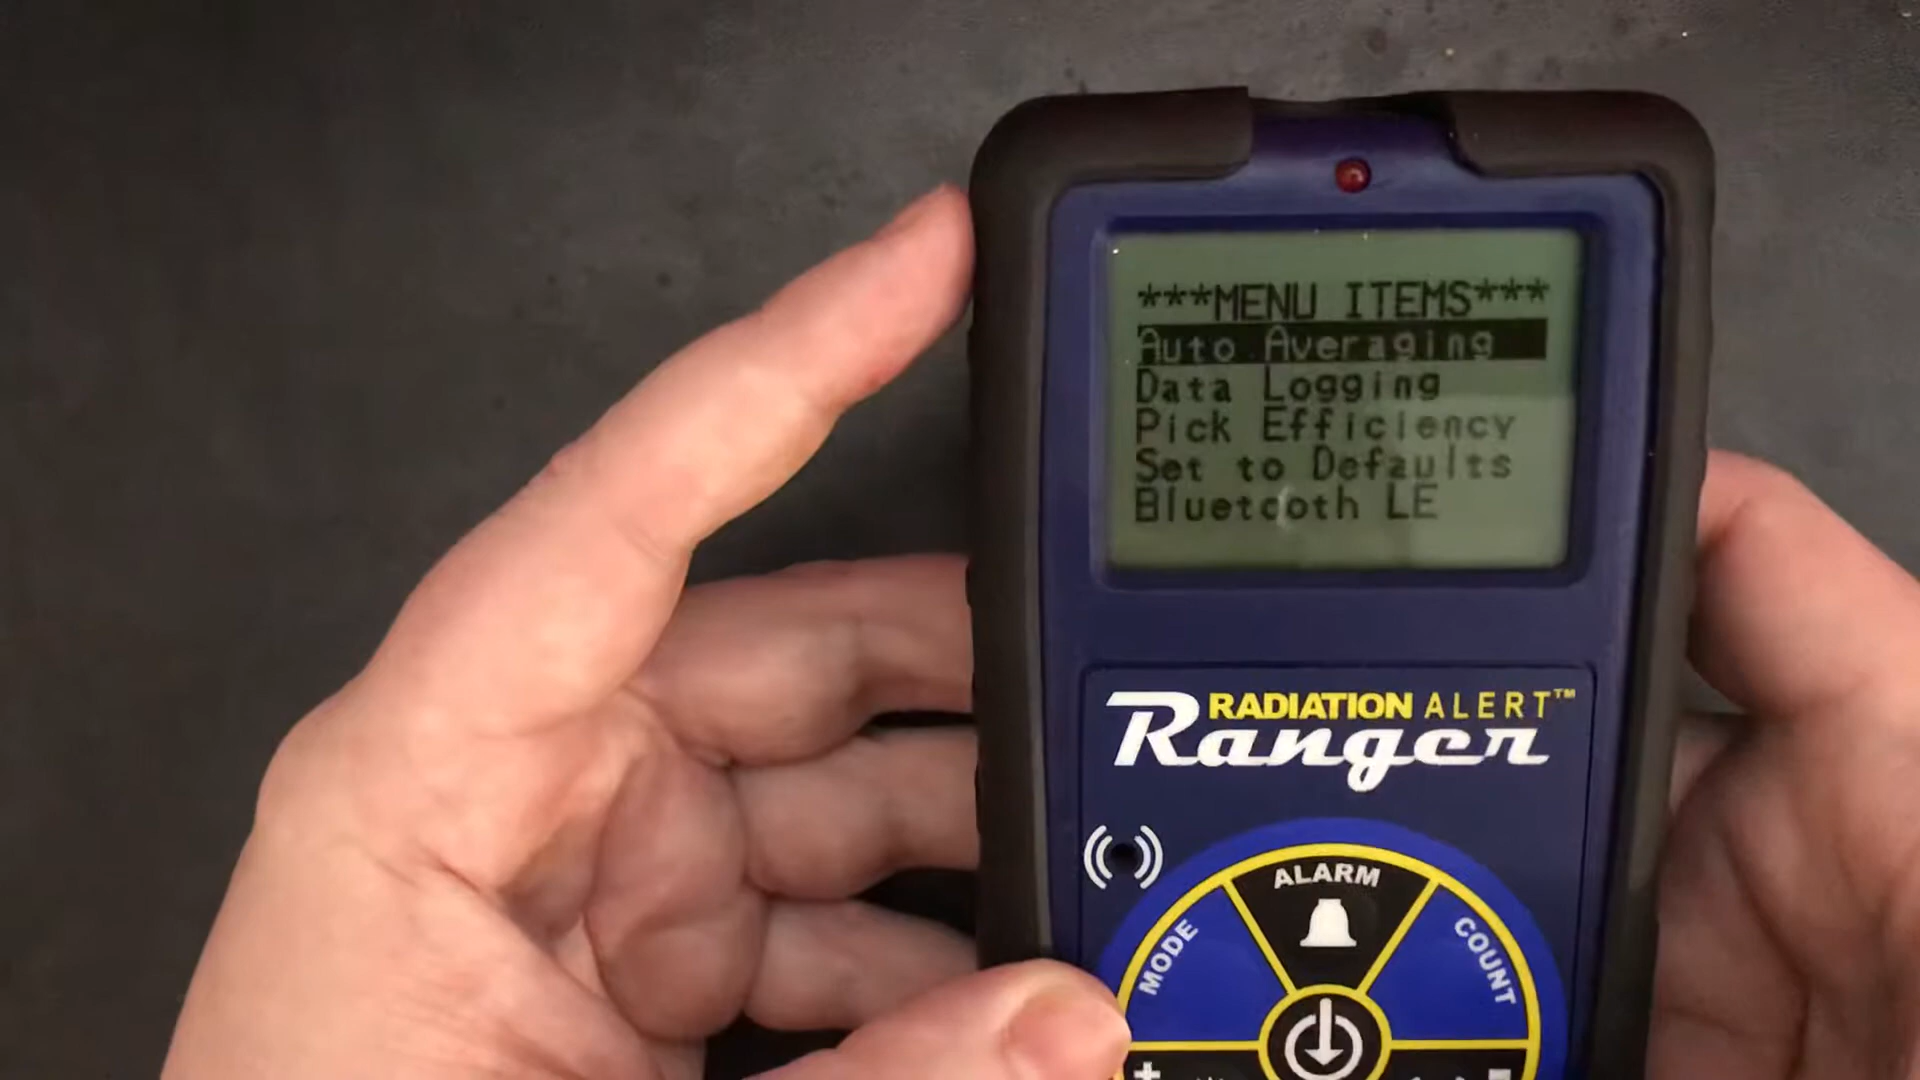 ***MENU ITEMS***
Auto Averaging
Data Logging
Pick Efficiency
Set to Defaults
Bluetooth LE
RADIATION ALERT™
Ranger
ALARM
MODE
COUNT
+
-